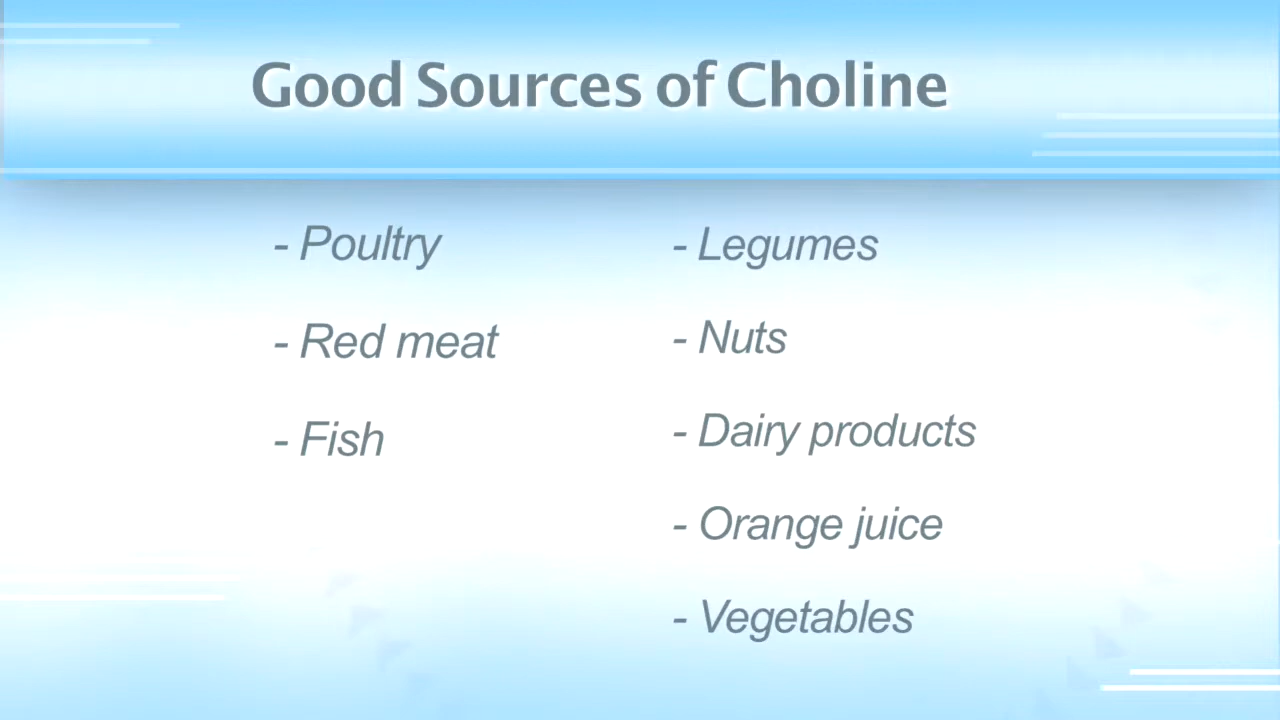 Good Sources of Choline
- Poultry
- Red meat
- Fish
- Legumes
- Nuts
- Dairy products
- Orange juice
- Vegetables